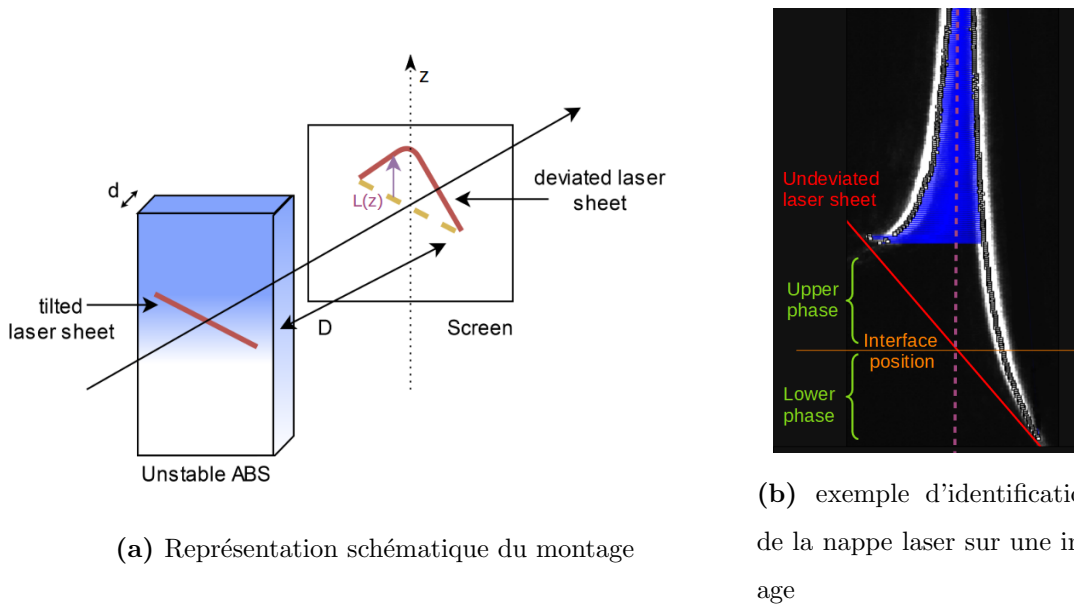 z
d
L(z)
deviated laser
sheet
tilted
laser sheet
D
Screen
Unstable ABS
(a) Représentation schématique du montage
Undeviated
laser sheet
Upper
phase
Interface
position
Lower
phase
(b) exemple d'identificatio
de la nappe laser sur une i
age